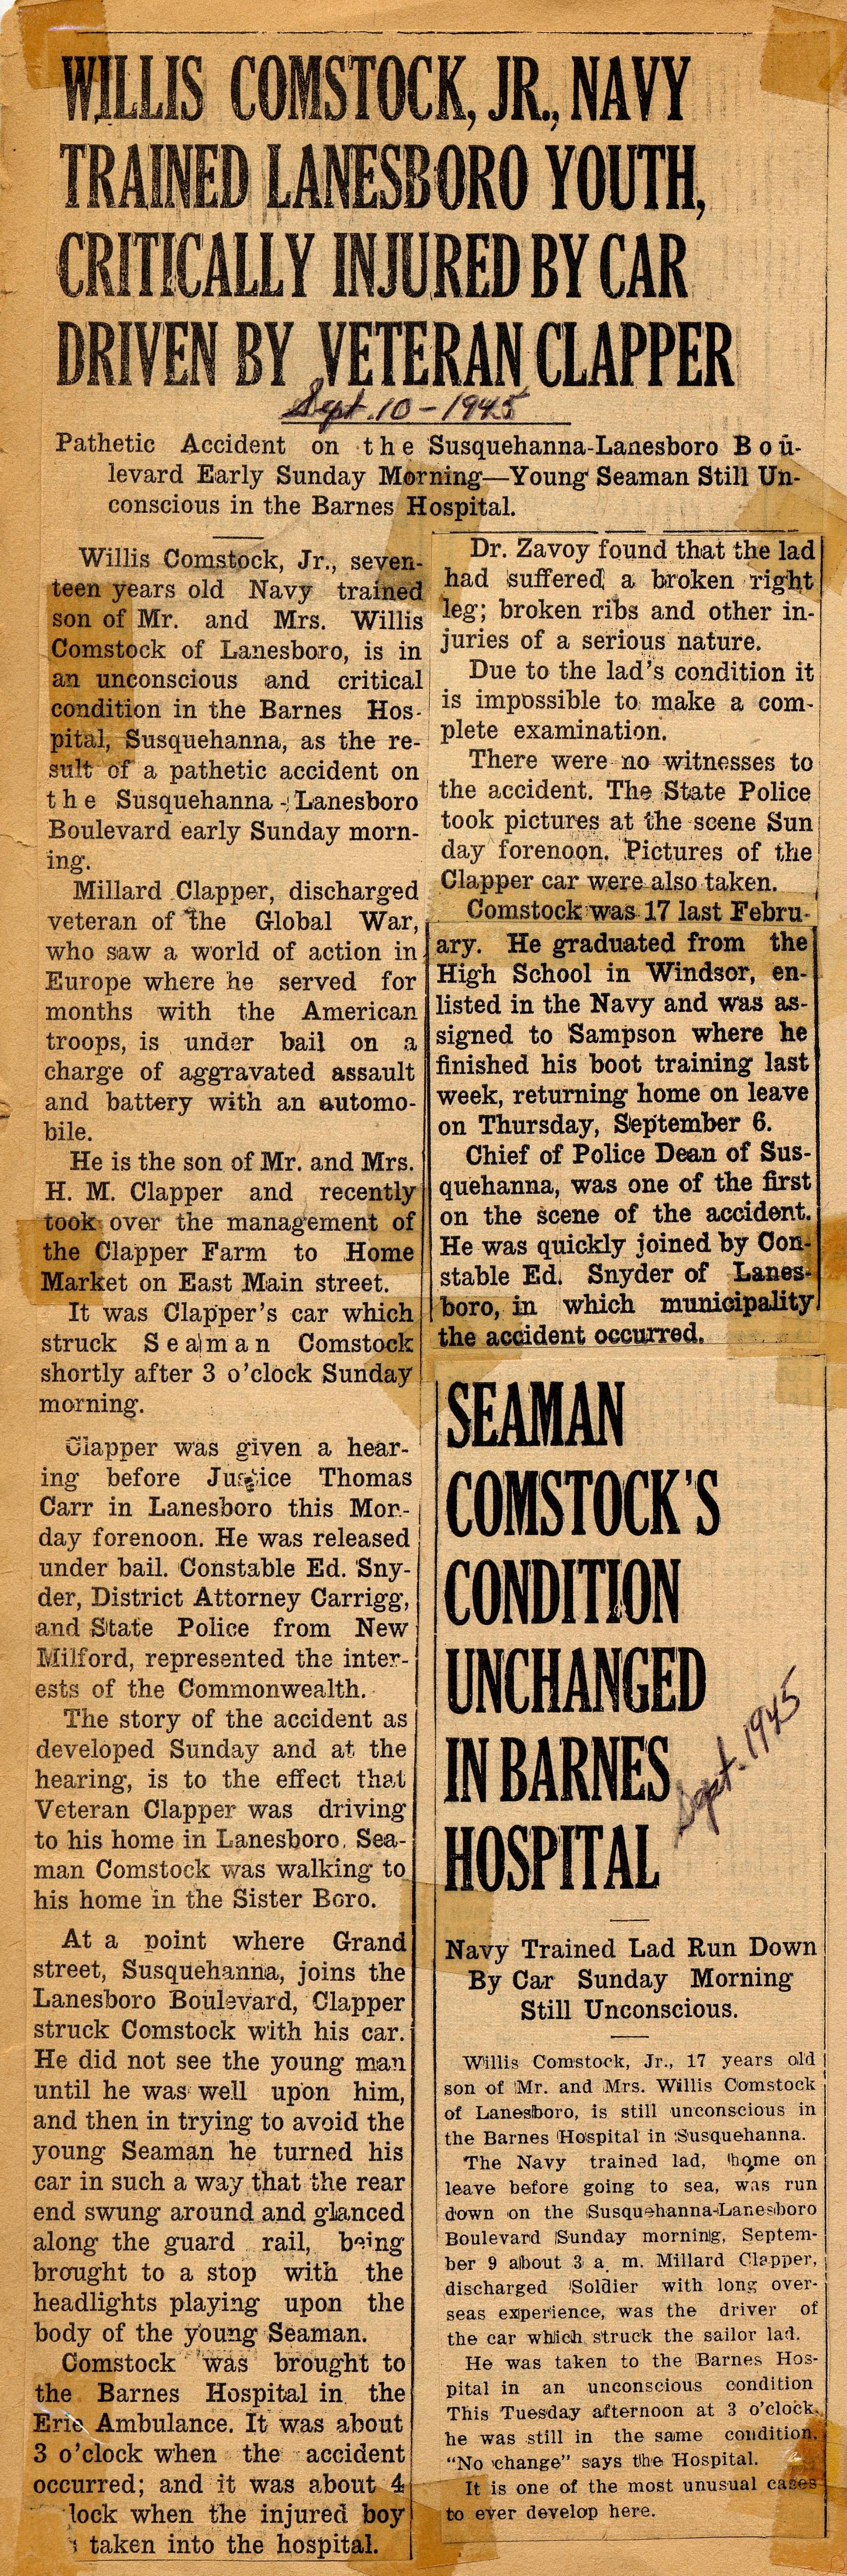 WILLIS COMSTOCK, JR., NAVY
TRAINED LANESBORO YOUTH,
CRITICALLY INJURED BY CAR
DRIVEN BY VETERAN CLAPPER
Sept. 10-1945
Pathetic Accident on the Susquehanna-Lanesboro Bou-
levard Early Sunday Morning—Young Seaman Still Un-
conscious in the Barnes Hospital.
Willis Comstock, Jr., seven-
teen years old Navy trained
son of Mr. and Mrs. Willis
Comstock of Lanesboro, is in
an unconscious and critical
condition in the Barnes Hos-
pital, Susquehanna, as the re-
sult of a pathetic accident on
the Susquehanna-Lanesboro
Boulevard early Sunday morn-
ing.
Millard Clapper, discharged
veteran of the Global War,
who saw a world of action in
Europe where he served for
months with the American
troops, is under bail on a
charge of aggravated assault
and battery with an automo-
bile.
He is the son of Mr. and Mrs.
H. M. Clapper and recently
took over the management of
the Clapper Farm to Home
Market on East Main street.
It was Clapper's car which
struck Seaman Comstock
shortly after 3 o'clock Sunday
morning.
Clapper was given a hear-
ing before Justice Thomas
Carr in Lanesboro this Mon-
day forenoon. He was released
under bail. Constable Ed. Sny-
der, District Attorney Carrigg,
and State Police from New
Milford, represented the inter-
ests of the Commonwealth.
The story of the accident as
developed Sunday and at the
hearing, is to the effect that
Veteran Clapper was driving
to his home in Lanesboro. Sea-
man Comstock was walking to
his home in the Sister Boro.
At a point where Grand
street, Susquehanna, joins the
Lanesboro Boulevard, Clapper
struck Comstock with his car.
He did not see the young man
until he was well upon him,
and then in trying to avoid the
young Seaman he turned his
car in such a way that the rear
end swung around and glanced
along the guard rail, being
brought to a stop with the
headlights playing upon the
body of the young Seaman.
Comstock was brought to
the Barnes Hospital in the
Erie Ambulance. It was about
3 o'clock when the accident
occurred; and it was about 4
lock when the injured boy
s taken into the hospital.
Dr. Zavoy found that the lad
had suffered a broken right
leg; broken ribs and other in-
juries of a serious nature.
Due to the lad's condition it
is impossible to make a com-
plete examination.
There were no witnesses to
the accident. The State Police
took pictures at the scene Sun
day forenoon. Pictures of the
Clapper car were also taken.
Comstock was 17 last Febru-
ary. He graduated from the
High School in Windsor, en-
listed in the Navy and was as-
signed to Sampson where he
finished his boot training last
week, returning home on leave
on Thursday, September 6.
Chief of Police Dean of Sus-
quehanna, was one of the first
on the scene of the accident.
He was quickly joined by Con-
stable Ed. Snyder of Lanes-
boro, in which municipality
the accident occurred.
SEAMAN
COMSTOCK'S
CONDITION
UNCHANGED
IN BARNES
HOSPITAL
Sept. 1945
Navy Trained Lad Run Down
By Car Sunday Morning
Still Unconscious.
Willis Comstock, Jr., 17 years old
son of Mr. and Mrs. Willis Comstock
of Lanesboro, is still unconscious in
the Barnes Hospital in Susquehanna.
The Navy trained lad, home on
leave before going to sea, was run
down on the Susquehanna-Lanesboro
Boulevard Sunday morning, Septem-
ber 9 about 3 a. m. Millard Clapper,
discharged Soldier with long over-
seas experience, was the driver of
the car which struck the sailor lad.
He was taken to the Barnes Hos-
pital in an unconscious condition
This Tuesday afternoon at 3 o'clock
he was still in the same condition.
"No change" says the Hospital.
It is one of the most unusual cases
to ever develop here.